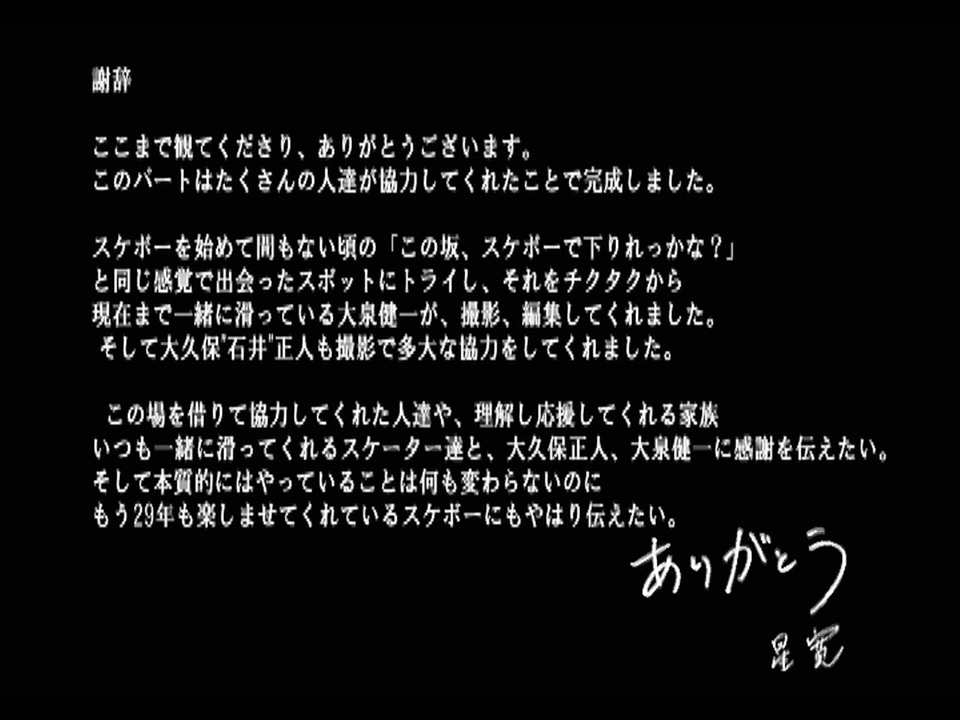 謝辞
ここまで観てくださり、ありがとうございます。
このパートはたくさんの人達が協力してくれたことで完成しました。
スケボーを始めて間もない頃の「この坂、スケボーで下りれっかな？」
と同じ感覚で出会ったスポットにトライし、それをチクタクから
現在まで一緒に滑っている大泉健一が、撮影、編集してくれました。
そして大久保"石井"正人も撮影で多大な協力をしてくれました。
この場を借りて協力してくれた人達や、理解し応援してくれる家族
いつも一緒に滑ってくれるスケーター達と、大久保正人、大泉健一に感謝を伝えたい。
そして本質的にはやっていることは何も変わらないのに
もう29年も楽しませてくれているスケボーにもやはり伝えたい。
ありがとう
星寛